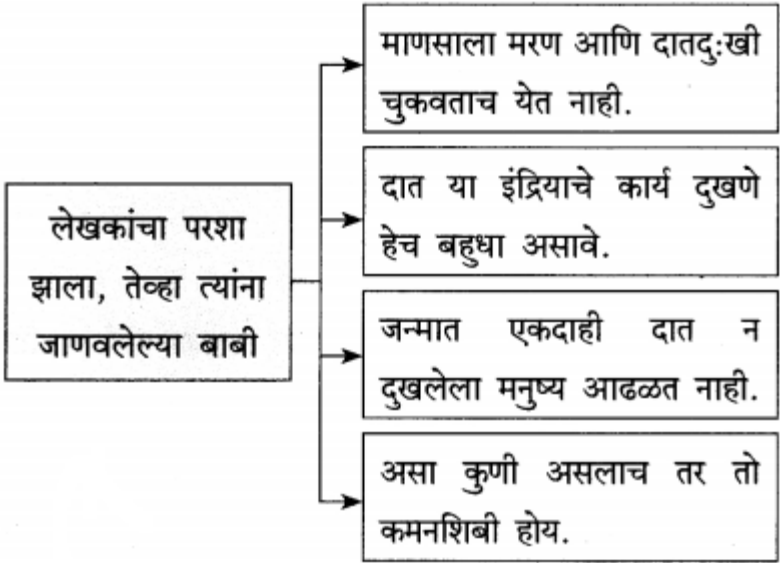 लेखकांचा परशा
झाला, तेव्हा त्यांना
जाणवलेल्या बाबी
माणसाला मरण आणि दातदुःखी
चुकवताच येत नाही.
दात या इंद्रियाचे कार्य दुखणे
हेच बहुधा असावे.
जन्मात एकदाही दात न
दुखलेला मनुष्य आढळत नाही.
असा कुणी असलाच तर तो
कमनशिबी होय.